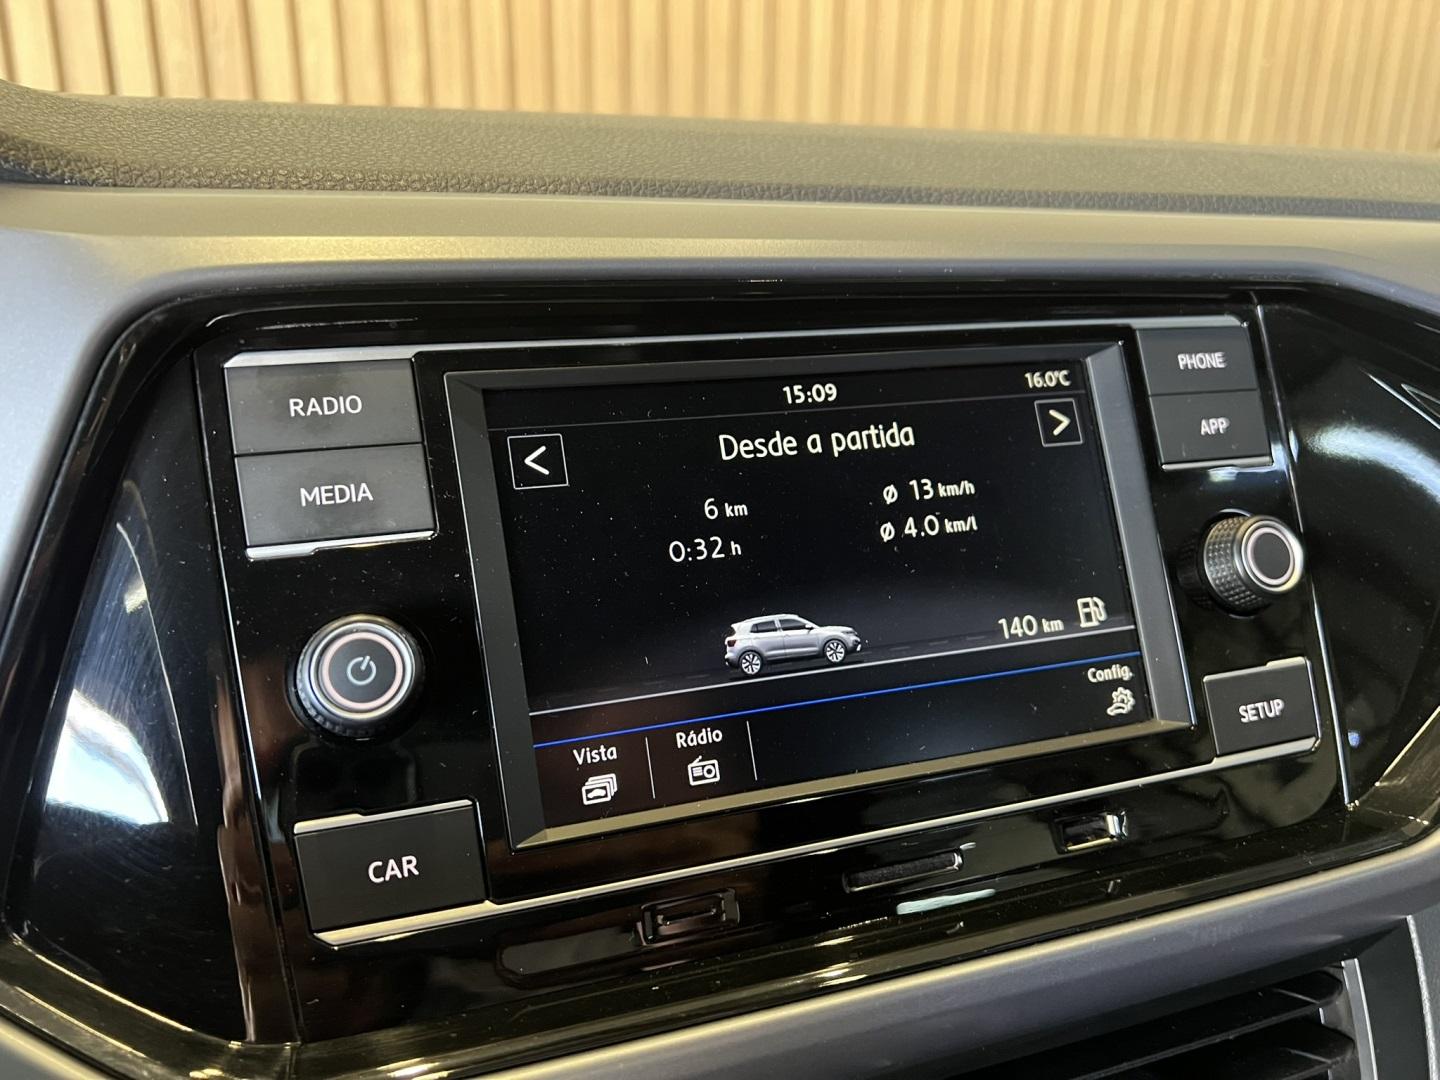 RADIO
MEDIA
CAR
15:09
16.0°C
<
Desde a partida
>
6 km
ø 13 km/h
0:32 h
ø 4.0 km/l
140 km
Config.
Vista
Rádio
PHONE
APP
SETUP